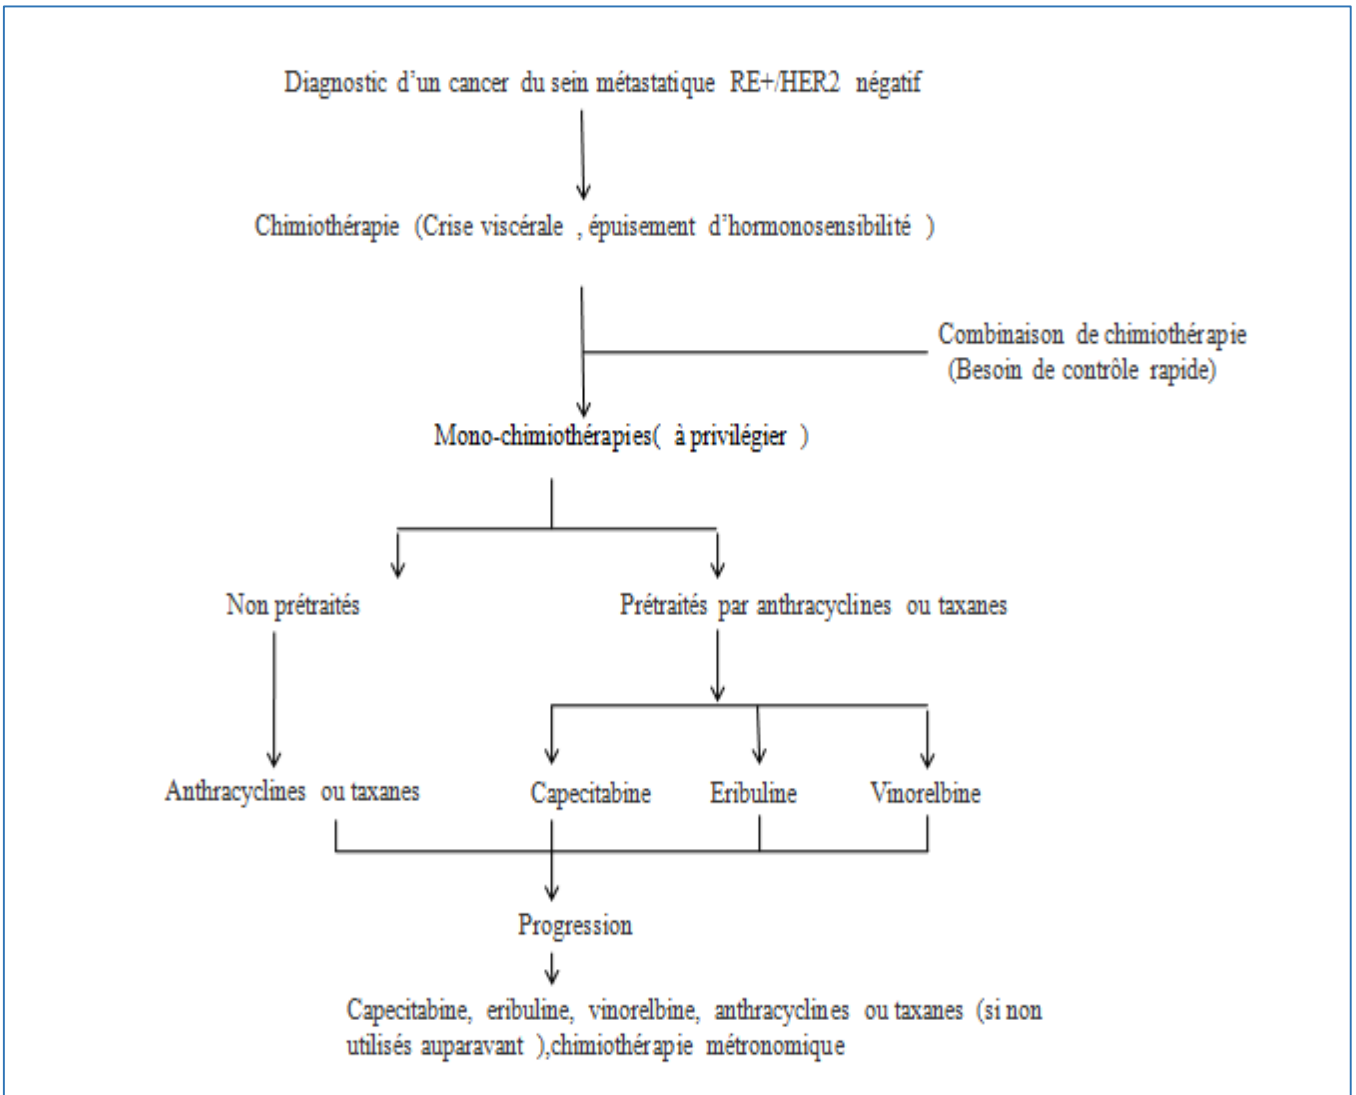 Diagnostic d'un cancer du sein métastatique RE+/HER2 négatif
Chimiothérapie (Crise viscérale , épuisement d'hormonosensibilité )
Combinaison de chimiothérapie
(Besoin de contrôle rapide)
Mono-chimiothérapies( à privilégier )
Non prétraités
Prétraités par anthracyclines ou taxanes
Anthracyclines ou taxanes
Capecitabine
Eribuline
Vinorelbine
Progression
Capecitabine, eribuline, vinorelbine, anthracyclines ou taxanes (si non
utilisés auparavant ),chimiothérapie métronomique